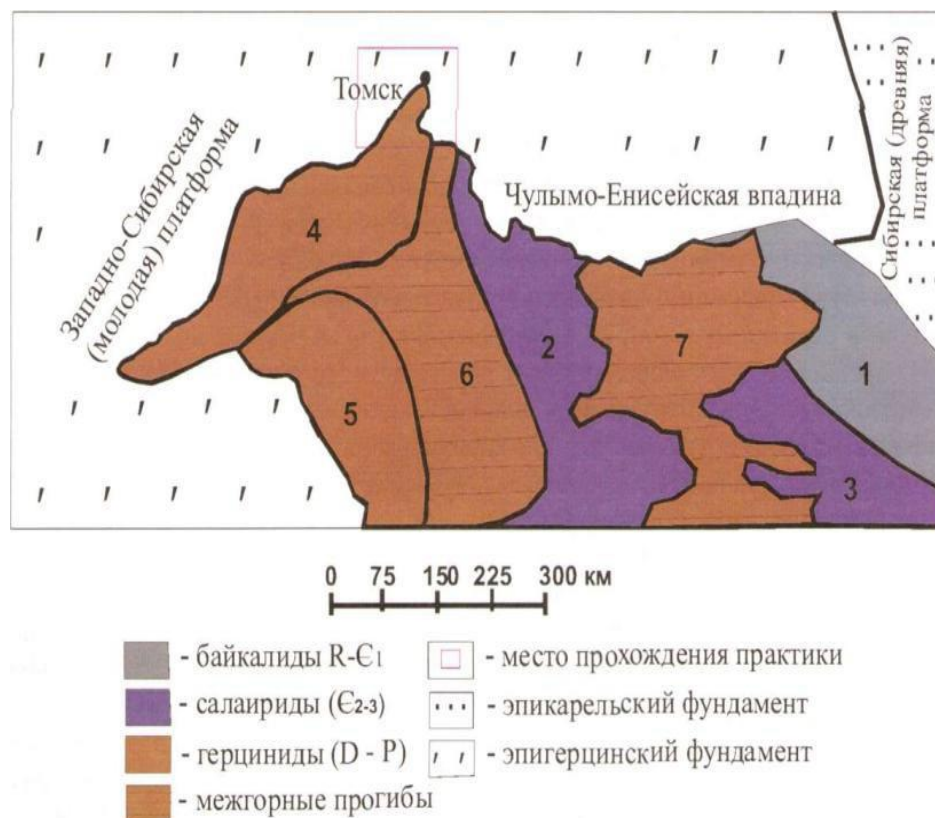 Томск
Западно-Сибирская
(молодая) платформа
Чулымо-Енисейская впадина
Сибирская (древняя)
платформа
4
2
7
1
6
5
3
0 75 150 225 300 км
- байкалиды R-Є1
- место прохождения практики
- салаириды (Є2-3)
- эпикарельский фундамент
- герциниды (D - P)
- эпигерцинский фундамент
- межгорные прогибы